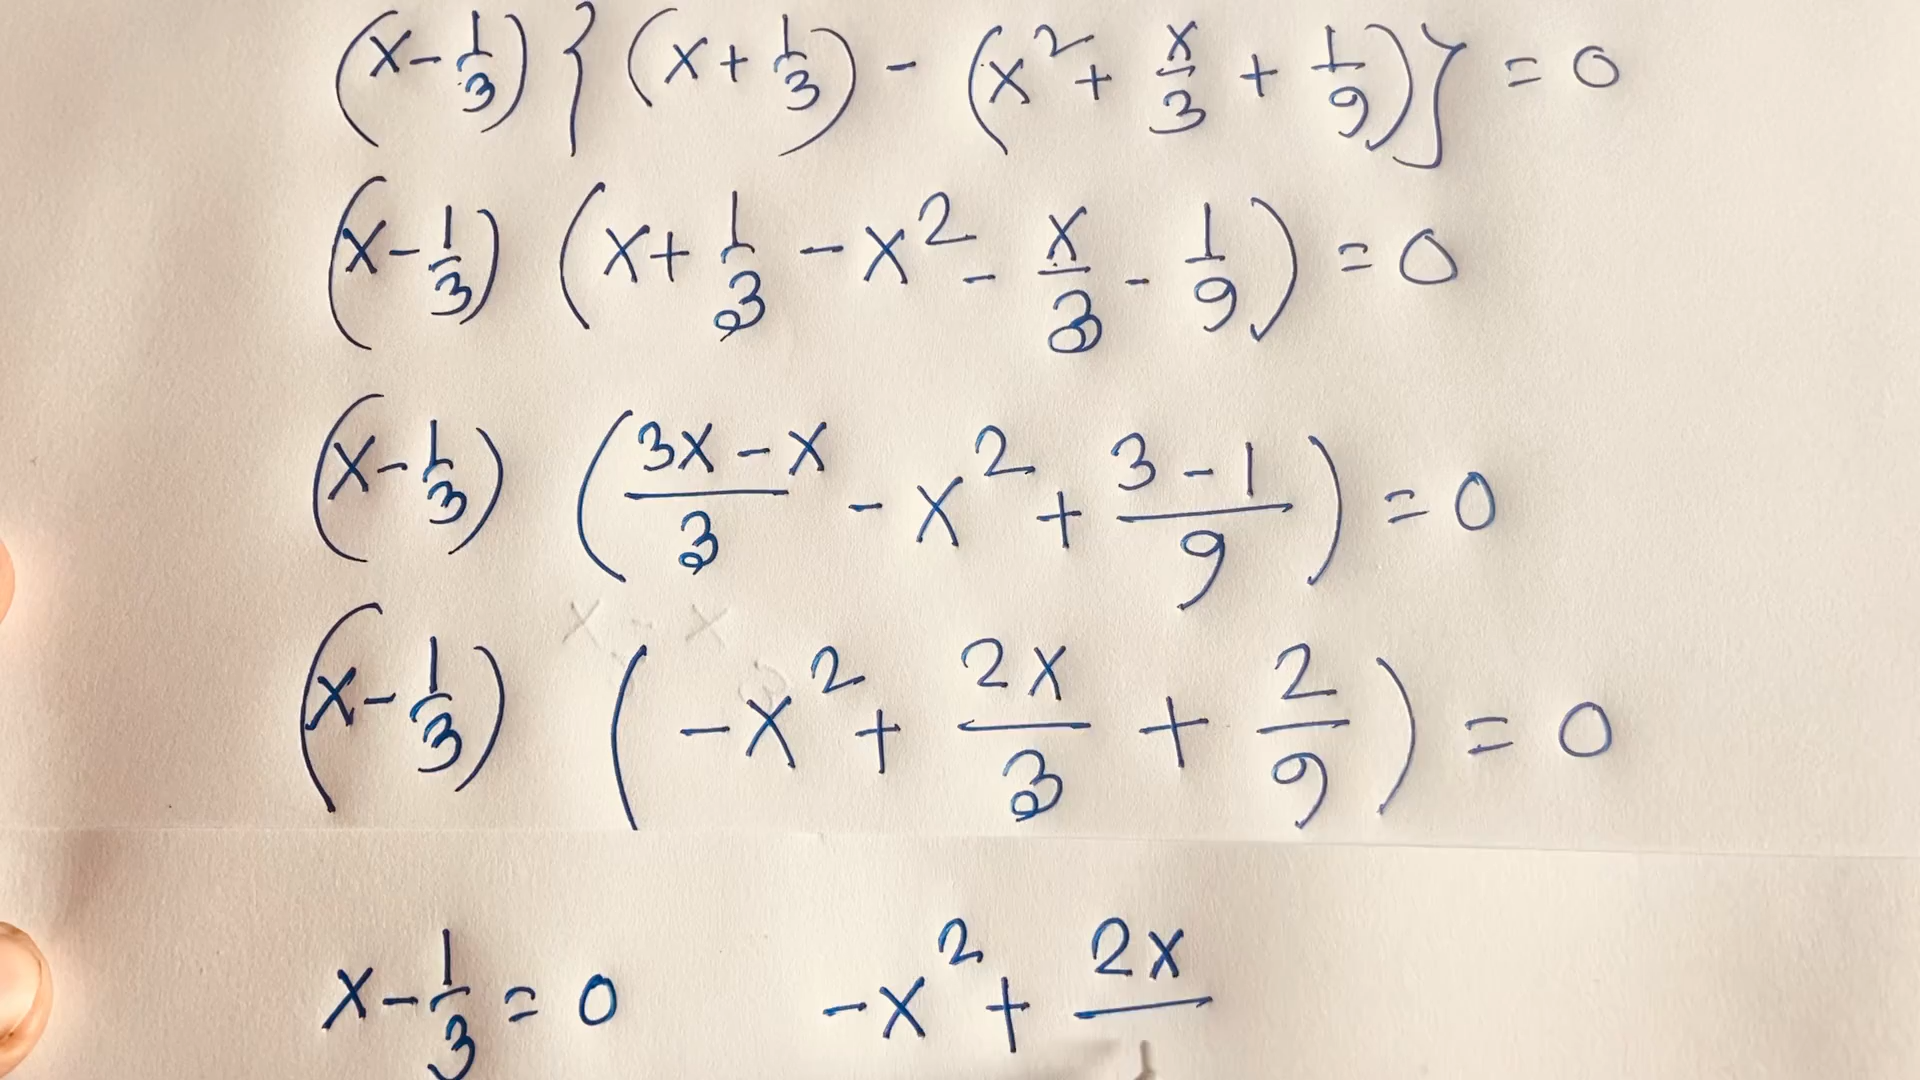 (x - 1/3) { (x + 1/3) - (x² + x/3 + 1/9) } = 0
(x - 1/3) (x + 1/3 - x² - x/3 - 1/9) = 0
(x - 1/3) ((3x - x)/3 - x² + (3 - 1)/9) = 0
(x - 1/3) (-x² + 2x/3 + 2/9) = 0
x - 1/3 = 0    -x² + 2x/